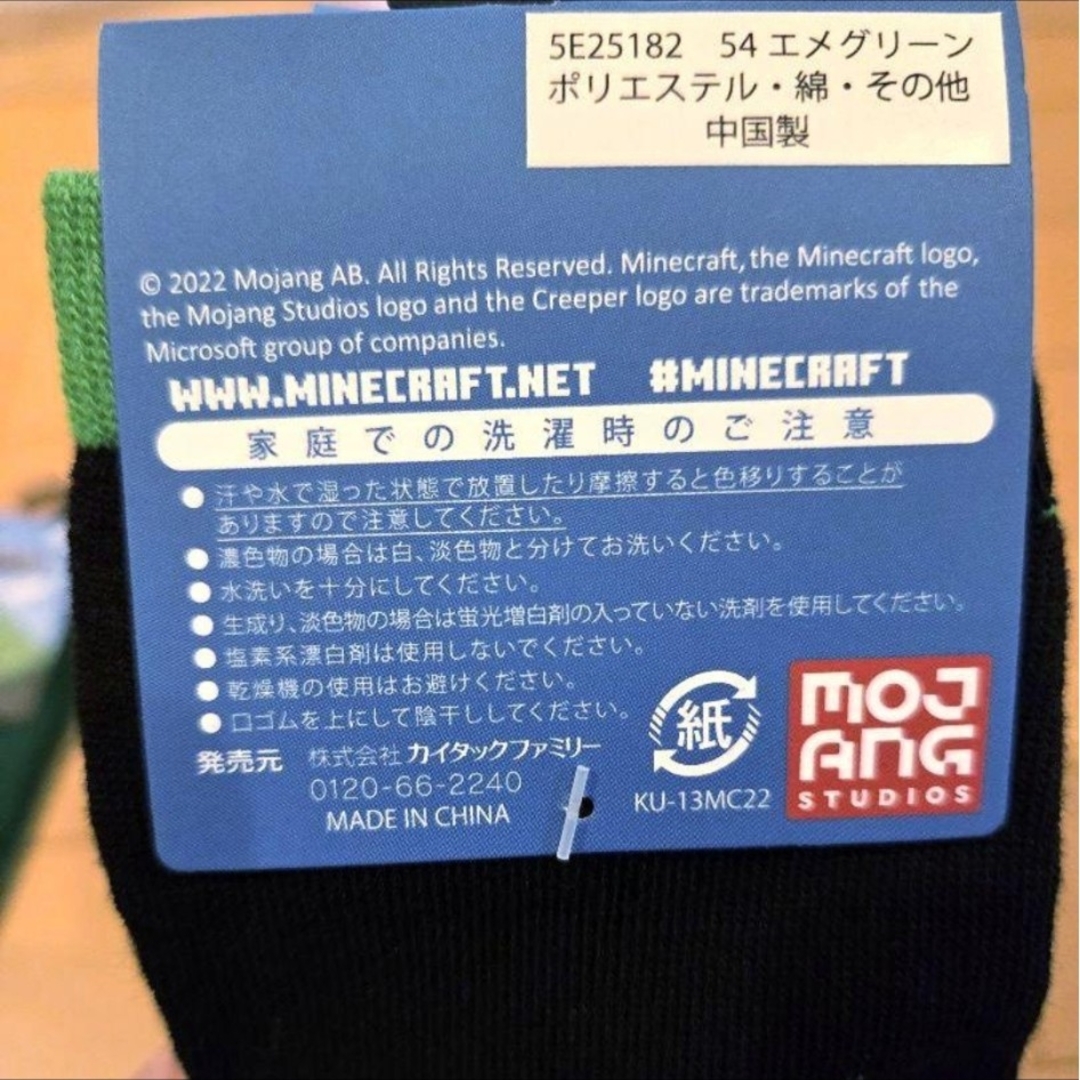 5E25182 54 エメグリーン
ポリエステル・綿・その他
中国製
© 2022 Mojang AB. All Rights Reserved. Minecraft, the Minecraft logo,
the Mojang Studios logo and the Creeper logo are trademarks of the
Microsoft group of companies.
WWW.MINECRAFT.NET #MINECRAFT
家庭での洗濯時のご注意
● 汗や水で湿った状態で放置したり摩擦すると色移りすることが
ありますので注意してください。
● 濃色物の場合は白、淡色物と分けてお洗いください。
● 水洗いを十分にしてください。
● 生成り、淡色物の場合は蛍光増白剤の入っていない洗剤を使用してください。
● 塩素系漂白剤は使用しないでください。
● 乾燥機の使用はお避けください。
● 口ゴムを上にして陰干ししてください。
発売元 株式会社カイタックファミリー
0120-66-2240
MADE IN CHINA
紙
KU-13MC22
MOJ
ANG
STUDIOS